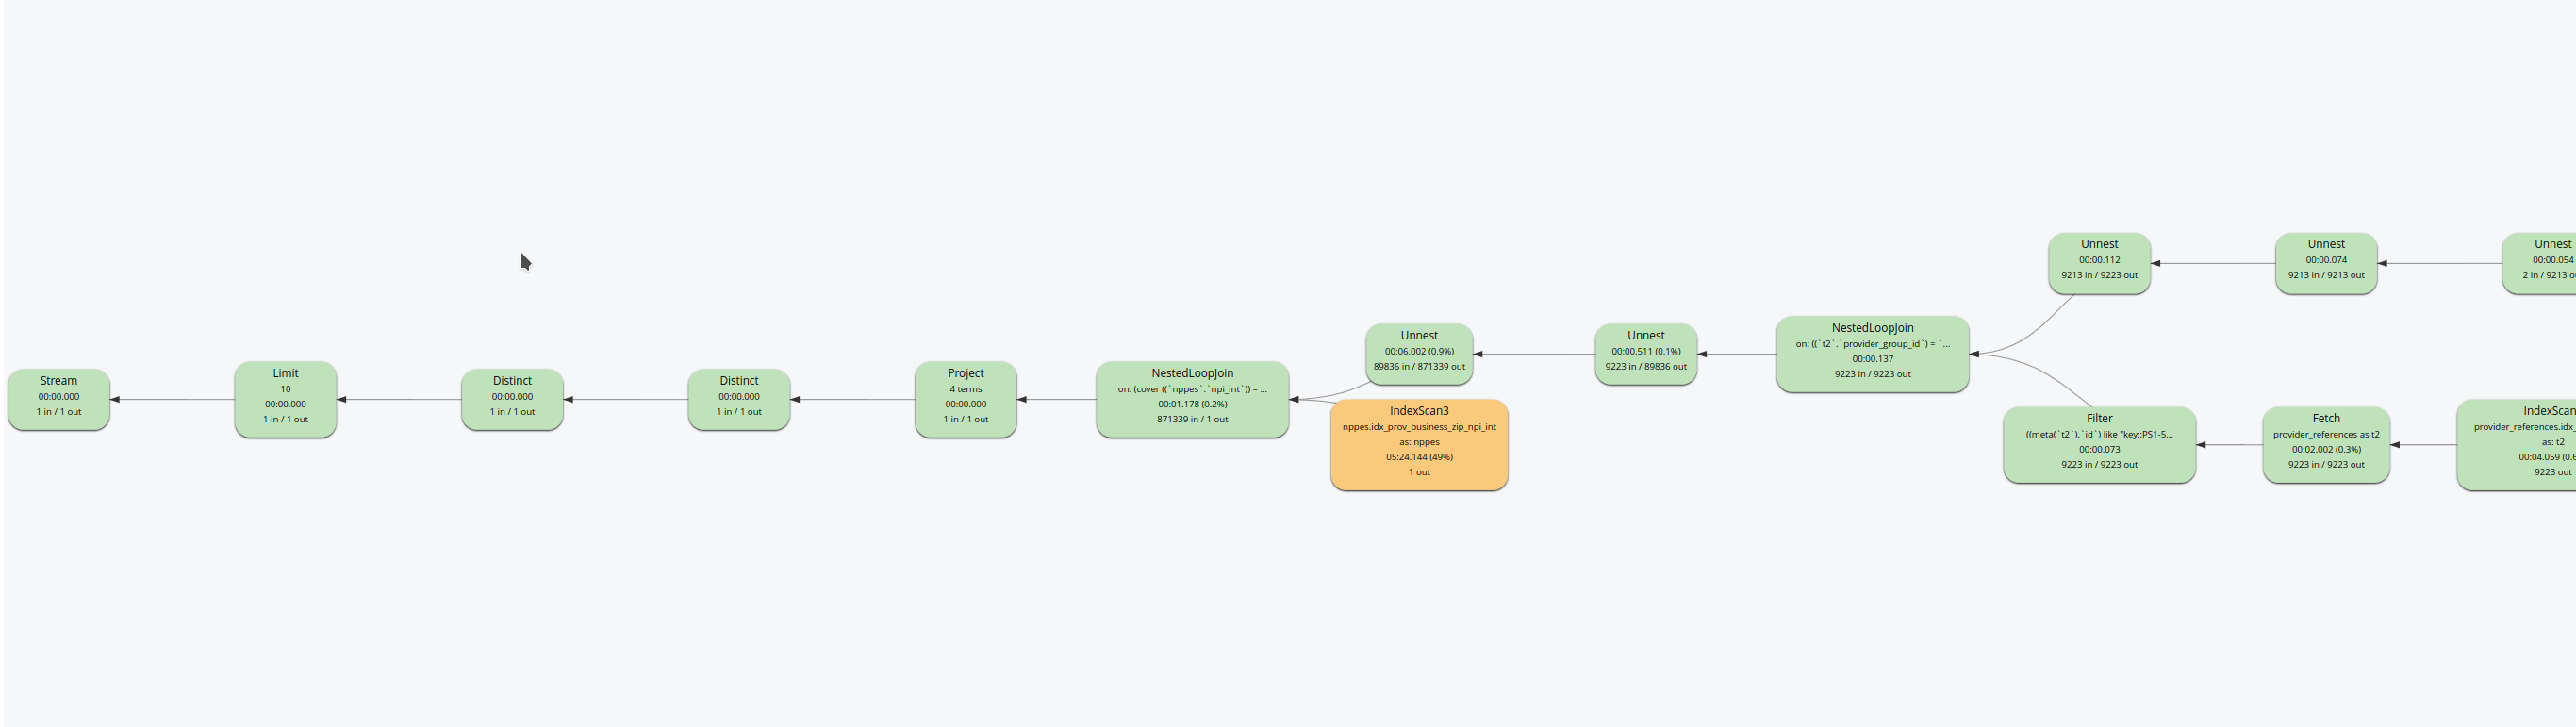 Stream
00:00.000
1 in / 1 out
Limit
10
00:00.000
1 in / 1 out
Distinct
00:00.000
1 in / 1 out
Distinct
00:00.000
1 in / 1 out
Project
4 terms
00:00.000
1 in / 1 out
NestedLoopJoin
on: (cover ((`nppes`.`npi_int`)) = ...
00:01.178 (0.2%)
871339 in / 1 out
Unnest
00:06.002 (0.9%)
89836 in / 871339 out
IndexScan3
nppes.idx_prov_business_zip_npi_int
as: nppes
05:24.144 (49%)
1 out
Unnest
00:00.511 (0.1%)
9223 in / 89836 out
NestedLoopJoin
on: ((`t2`.`provider_group_id`) = `...
00:00.137
9223 in / 9223 out
Unnest
00:00.112
9213 in / 9223 out
Unnest
00:00.074
9213 in / 9213 out
Unnest
00:00.054
2 in / 9213 o
Filter
((meta(`t2`).`id`) like "key::PS1-5...
00:00.073
9223 in / 9223 out
Fetch
provider_references as t2
00:02.002 (0.3%)
9223 in / 9223 out
IndexScan
provider_references.idx_
as: t2
00:04.059 (0.6
9223 out